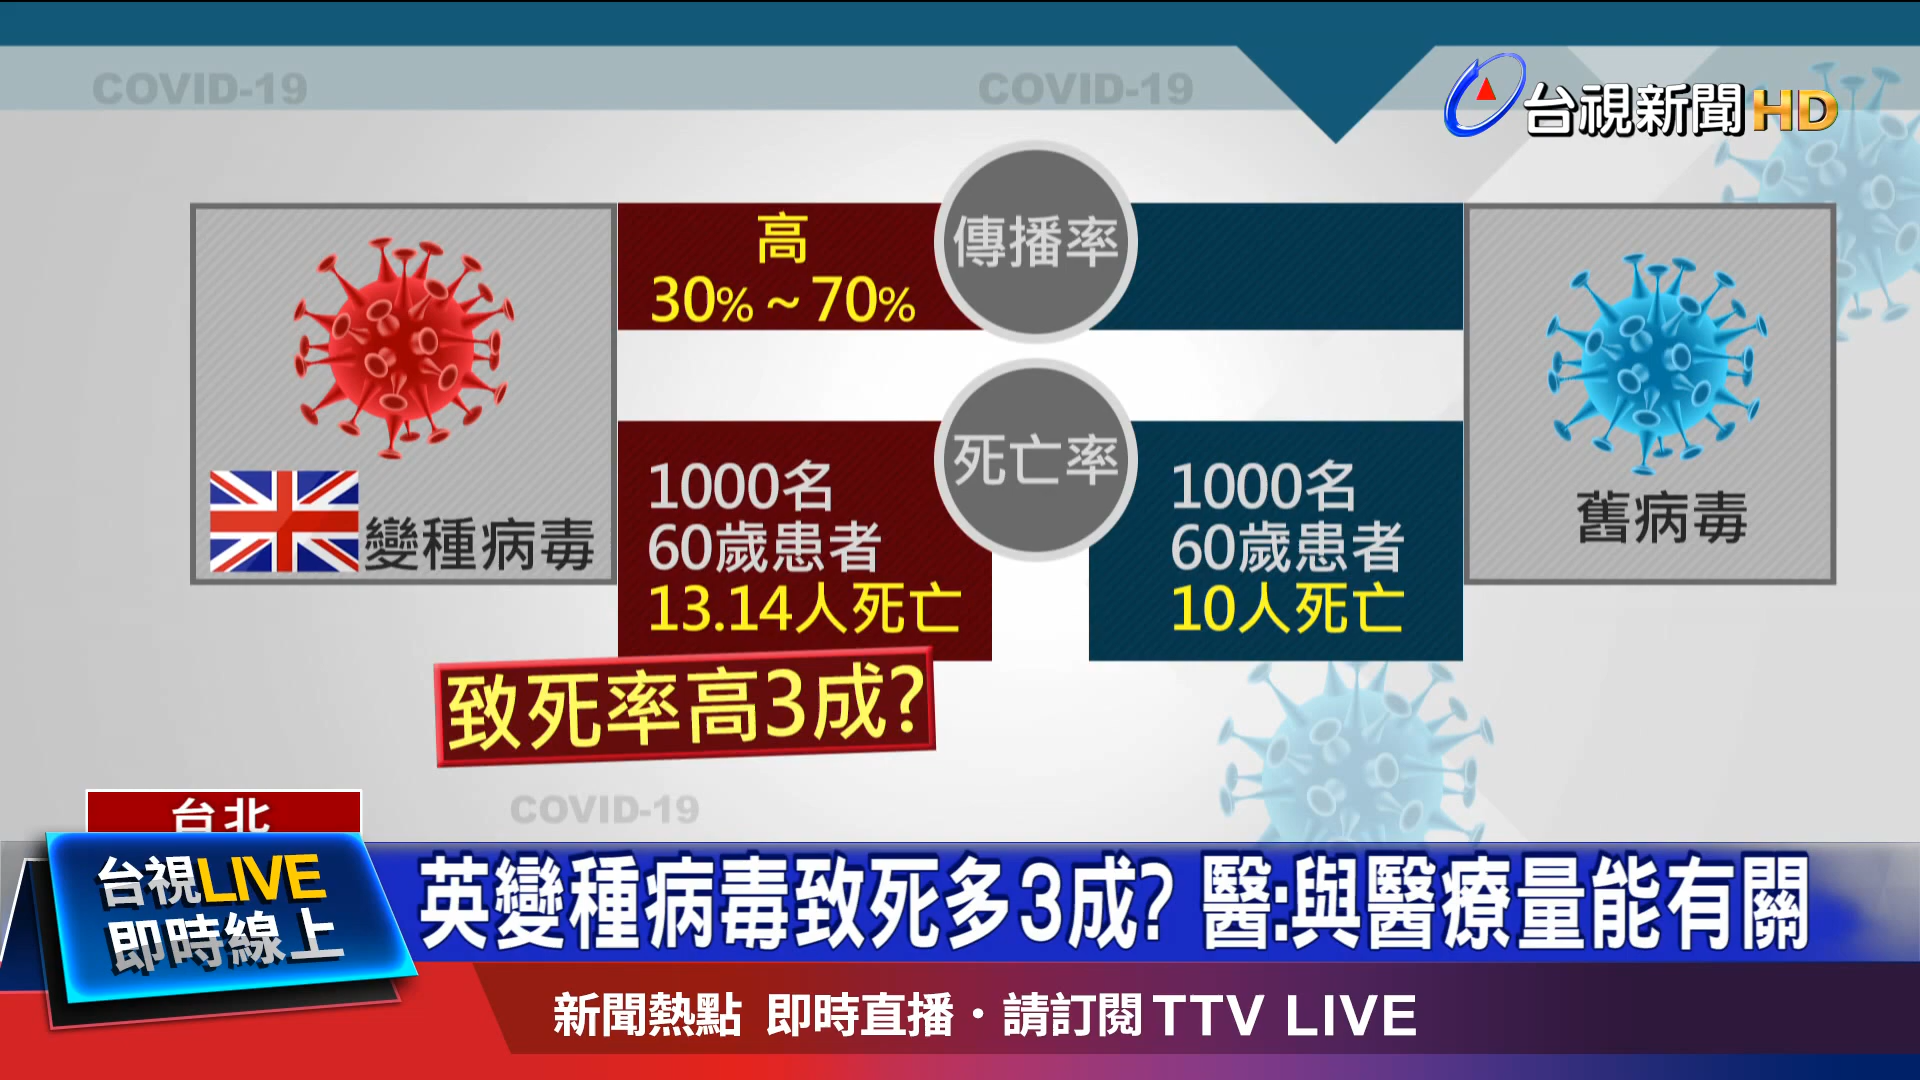 COVID-19
COVID-19
台視新聞HD
高
30%~70%
傳播率
1000名
60歲患者
13.14人死亡
死亡率
1000名
60歲患者
10人死亡
變種病毒
舊病毒
致死率高3成?
COVID-19
台北
台視LIVE
即時線上
英變種病毒致死多3成? 醫:與醫療量能有關
新聞熱點 即時直播・請訂閱TTV LIVE